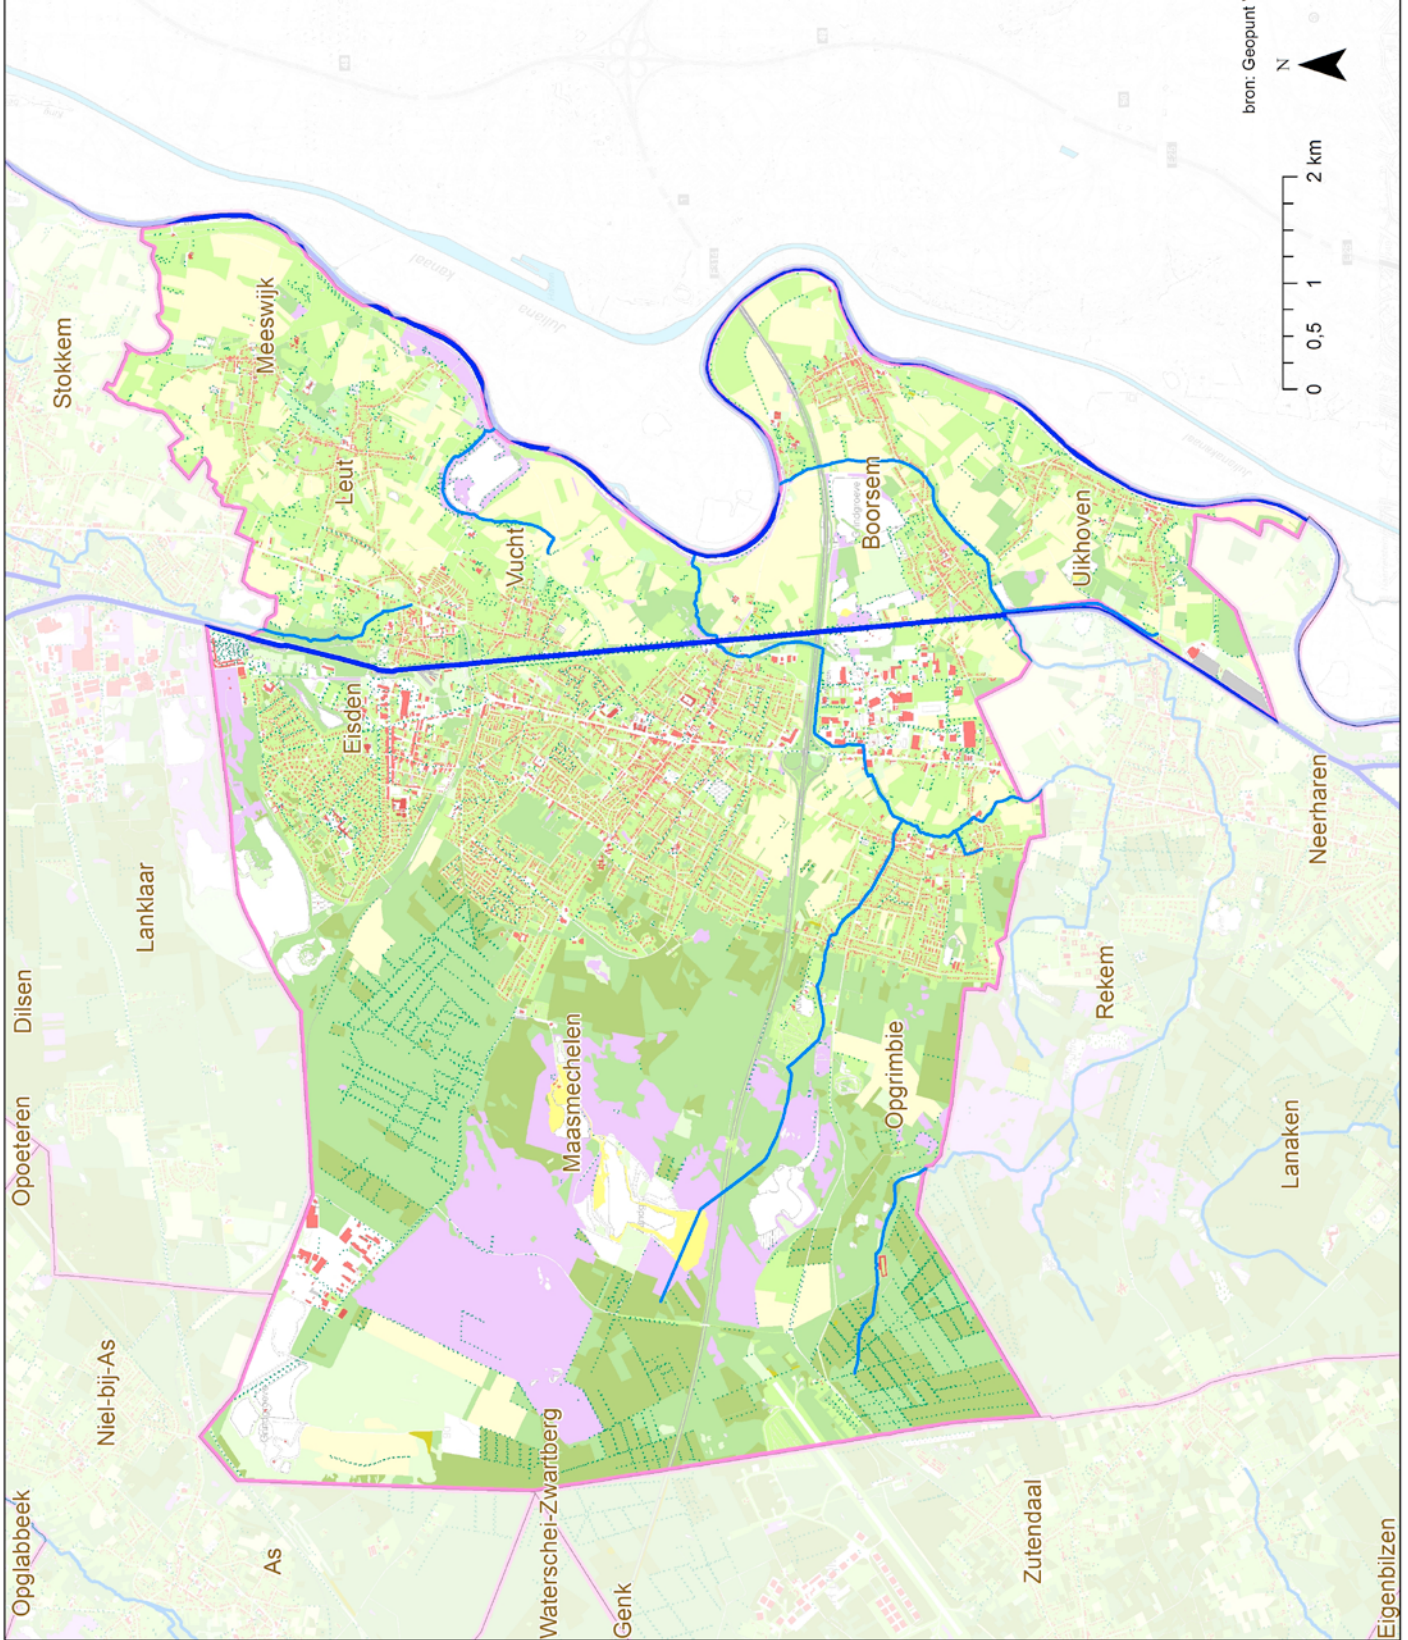 Opglabbeek
Opoeteren
Dilsen
Stokkem
Niel-bij-As
Lanklaar
As
Meeswijk
Leut
Eisden
Vucht
Waterschei-Zwartberg
Maasmechelen
Genk
Juliana
kanaal
Boorsem
Opgrimbie
Uikhoven
Zutendaal
Rekem
Lanaken
Neerharen
Eigenbilzen
bron: Geopunt
N
0 0,5 1 2 km